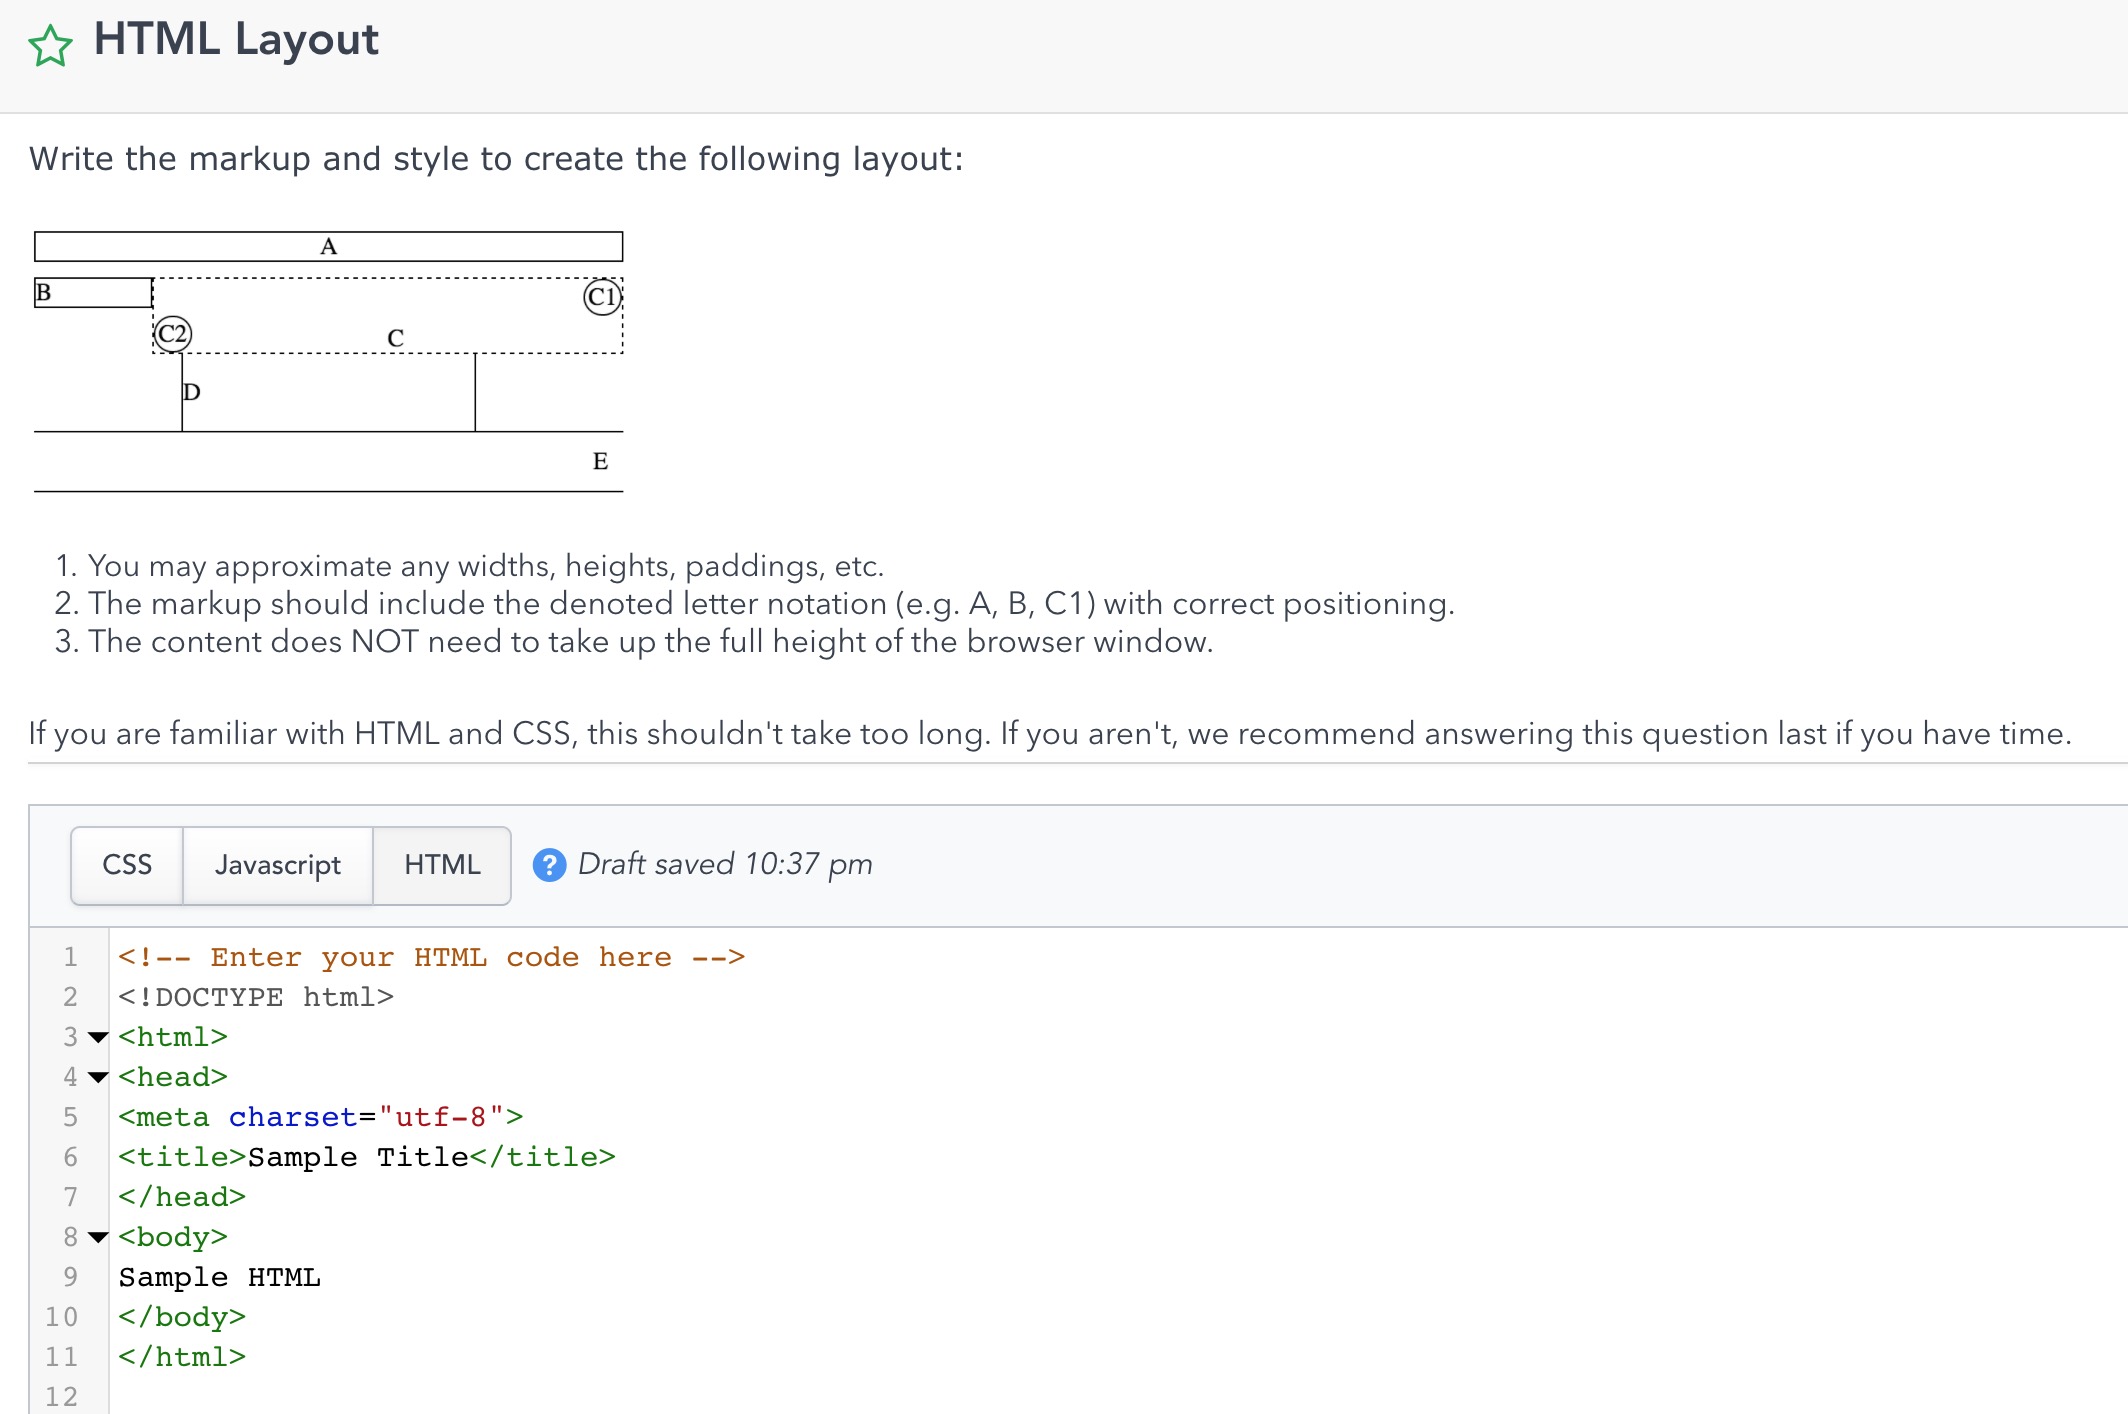 HTML Layout
Write the markup and style to create the following layout:
A
B
C1
C2
C
D
E
1. You may approximate any widths, heights, paddings, etc.
2. The markup should include the denoted letter notation (e.g. A, B, C1) with correct positioning.
3. The content does NOT need to take up the full height of the browser window.
If you are familiar with HTML and CSS, this shouldn't take too long. If you aren't, we recommend answering this question last if you have time.
CSS Javascript HTML ? Draft saved 10:37 pm
1 <!-- Enter your HTML code here -->
2 <!DOCTYPE html>
3 <html>
4 <head>
5 <meta charset="utf-8">
6 <title>Sample Title</title>
7 </head>
8 <body>
9 Sample HTML
10 </body>
11 </html>
12